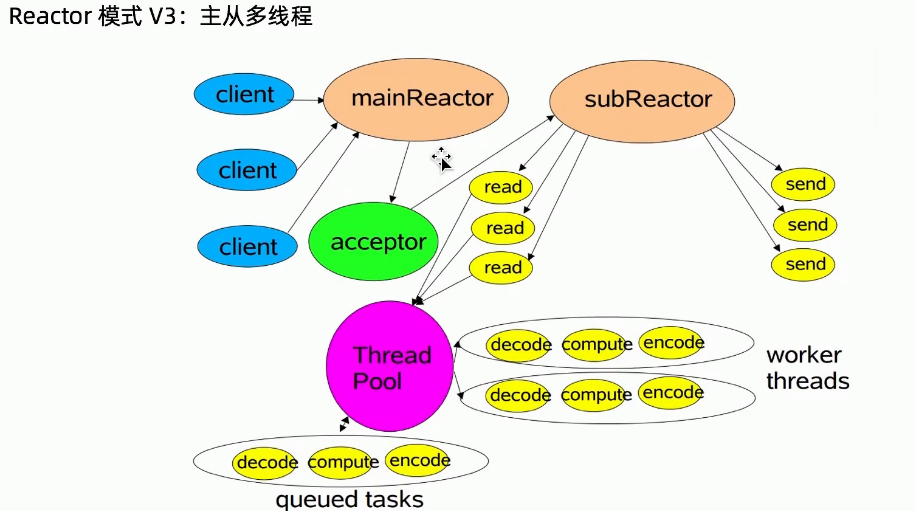 Reactor 模式 V3：主从多线程
client
mainReactor
subReactor
client
read
send
client
acceptor
read
send
read
send
Thread
Pool
decode compute encode
decode compute encode
worker
threads
decode compute encode
queued tasks